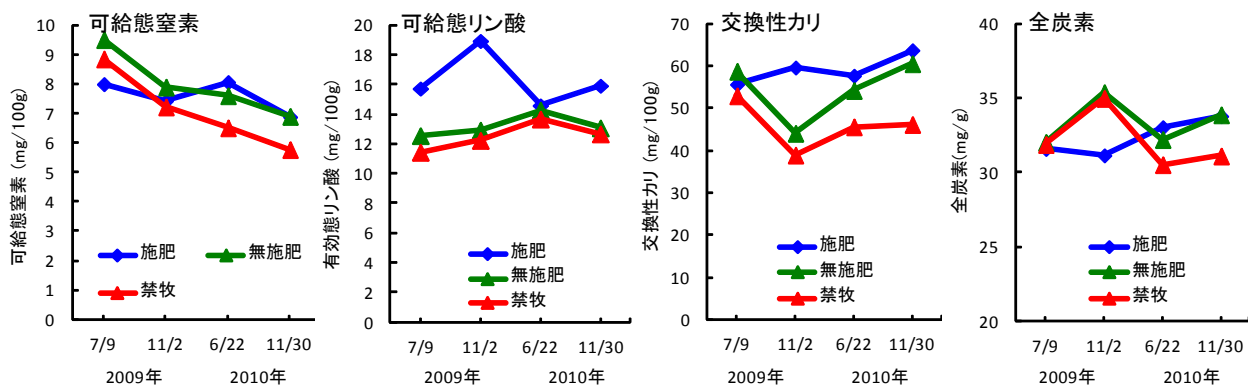 可給態窒素
可給態窒素 (mg/100g)
10
9
8
7
6
5
4
3
2
1
0
施肥
無施肥
禁牧
7/9
11/2
6/22
11/30
2009年
2010年
可給態リン酸
有効態リン酸 (mg/100g)
20
18
16
14
12
10
8
6
4
2
0
施肥
無施肥
禁牧
7/9
11/2
6/22
11/30
2009年
2010年
交換性カリ
交換性カリ (mg/100g)
70
60
50
40
30
20
10
0
施肥
無施肥
禁牧
7/9
11/2
6/22
11/30
2009年
2010年
全炭素
全炭素(mg/g)
40
35
30
25
20
施肥
無施肥
禁牧
7/9
11/2
6/22
11/30
2009年
2010年